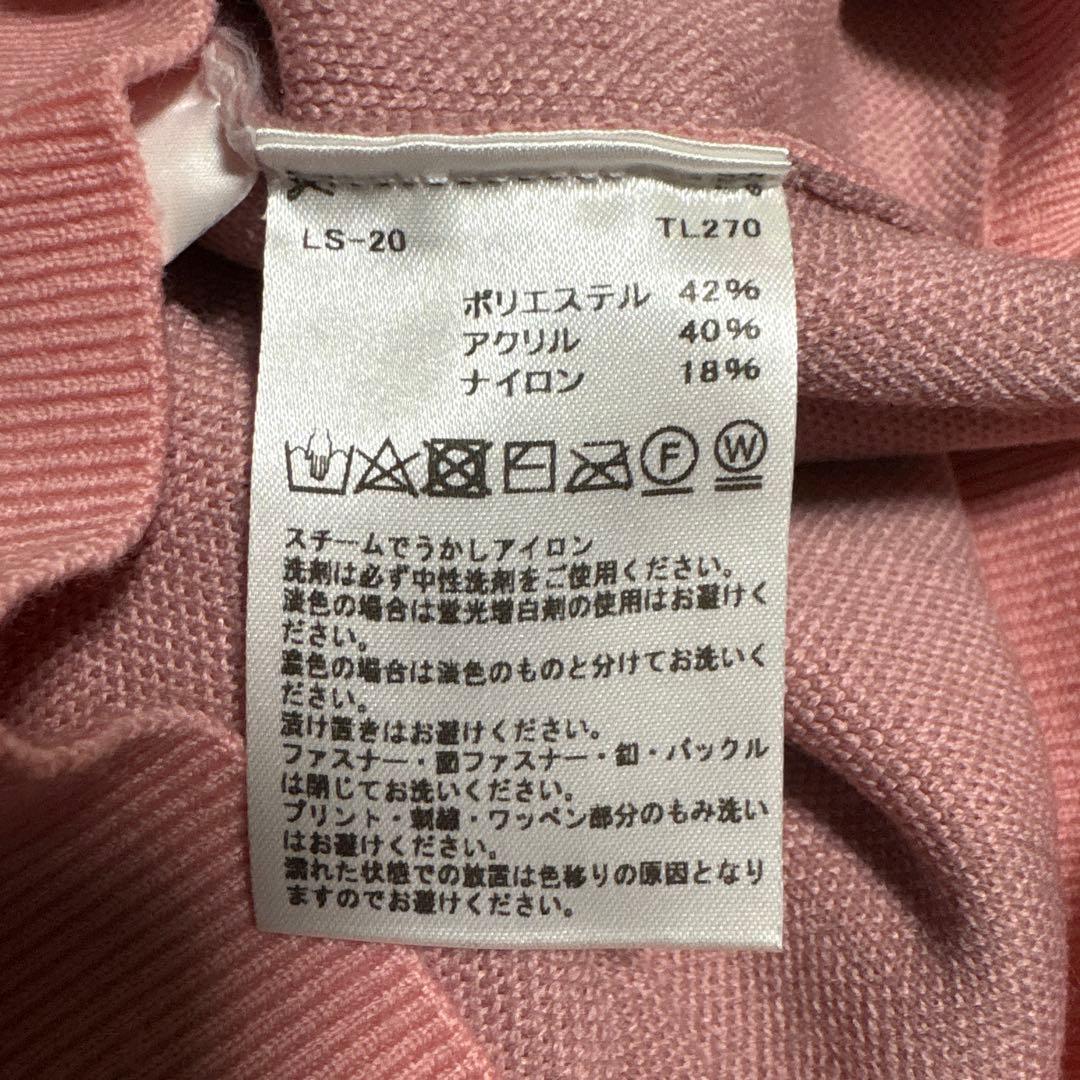 LS-20 TL270
ポリエステル 42%
アクリル 40%
ナイロン 18%
F W
スチームでうかしアイロン
洗剤は必ず中性洗剤をご使用ください。
淡色の場合は蛍光増白剤の使用はお避けく
ださい。
濃色の場合は淡色のものと分けてお洗いく
ださい。
漬け置きはお避けください。
ファスナー・面ファスナー・釦・バックル
は閉じてお洗いください。
プリント・刺繍・ワッペン部分のもみ洗い
はお避けください。
濡れた状態での放置は色移りの原因となり
ますのでお避けください。